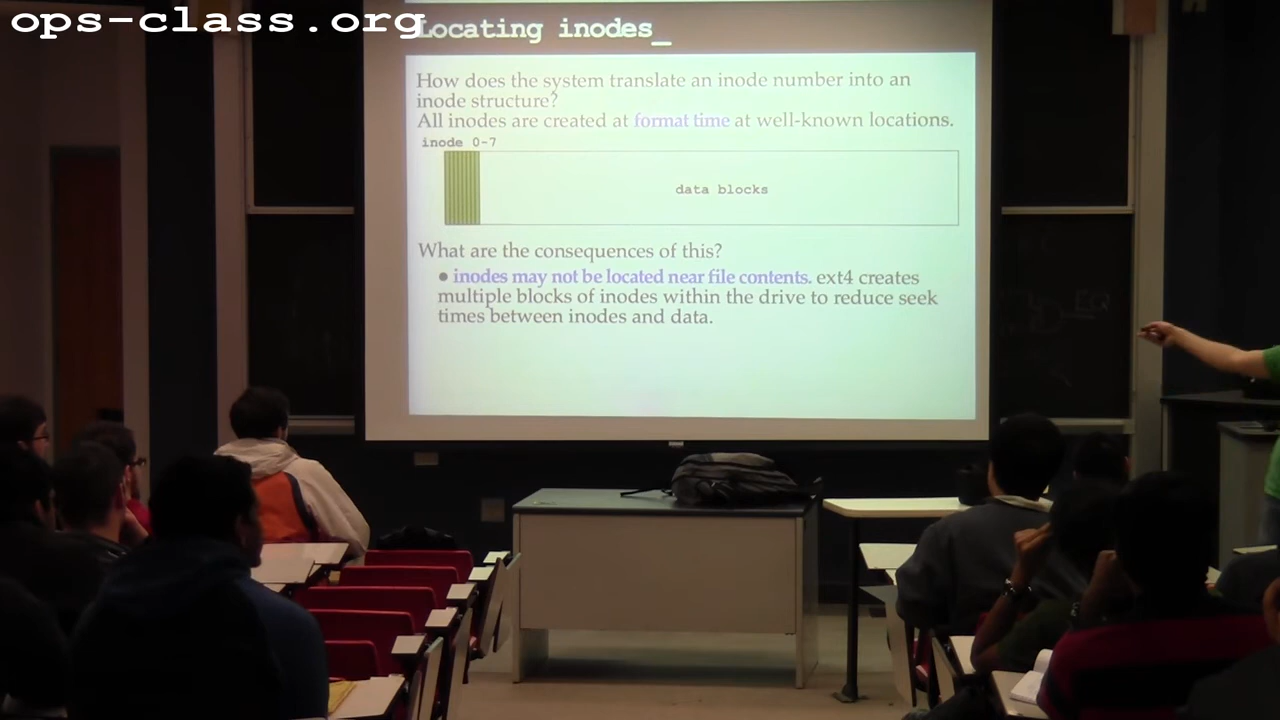 ops-class.org
Locating inodes_
How does the system translate an inode number into an
inode structure?
All inodes are created at format time at well-known locations.
inode 0-7
data blocks
What are the consequences of this?
● inodes may not be located near file contents. ext4 creates
multiple blocks of inodes within the drive to reduce seek
times between inodes and data.